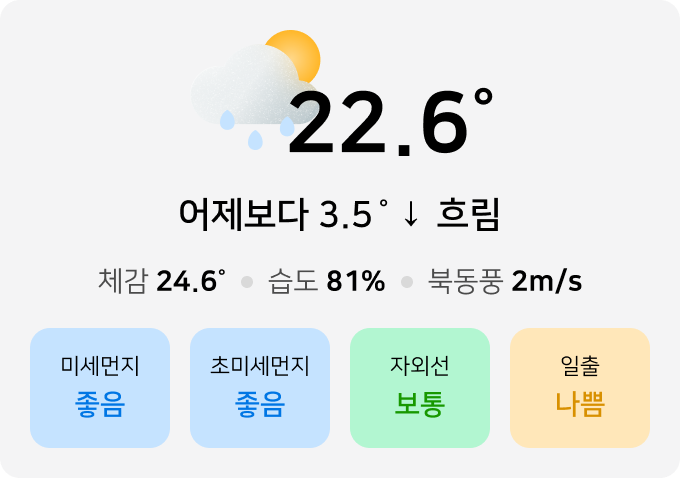 22.6°
어제보다 3.5° ↓ 흐림
체감 24.6° • 습도 81% • 북동풍 2m/s
미세먼지 초미세먼지 자외선 일출
좋음 좋음 보통 나쁨